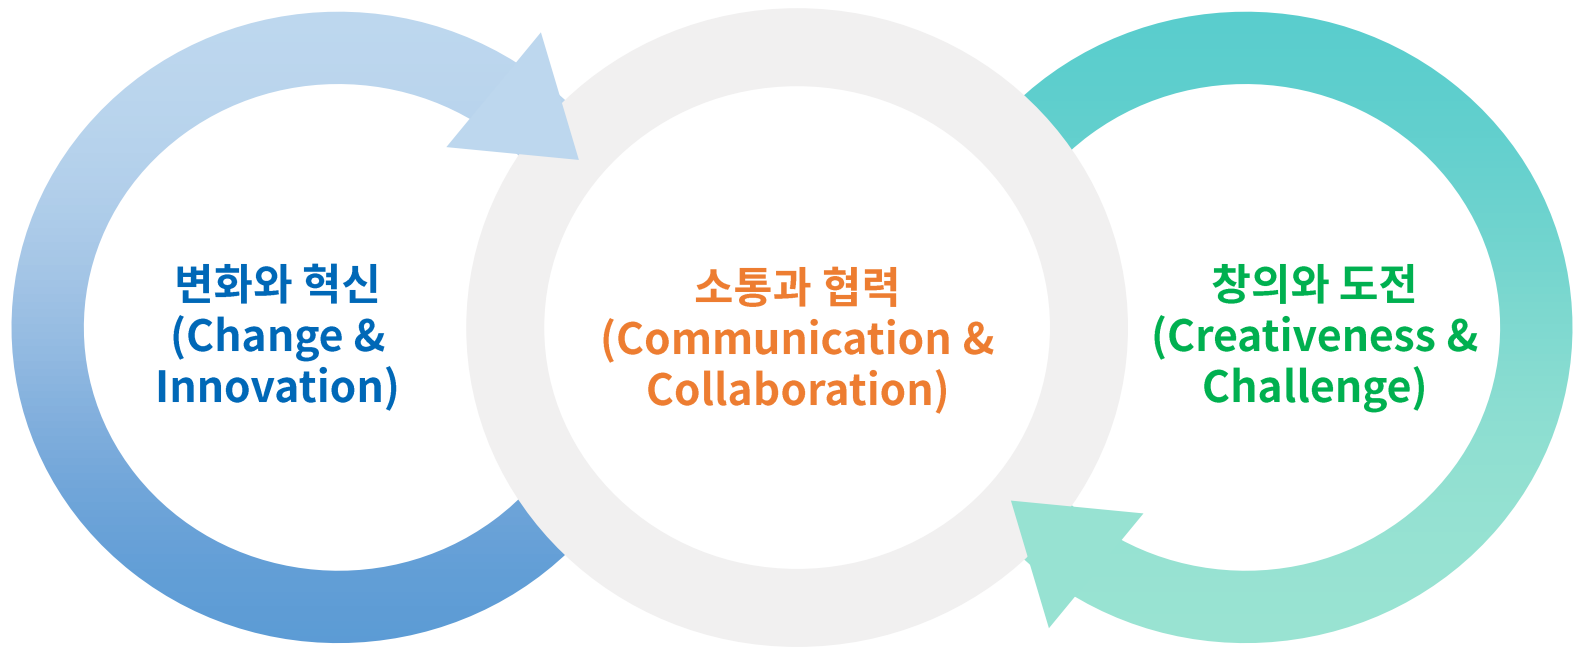 변화와 혁신
(Change &
Innovation)
소통과 협력
(Communication &
Collaboration)
창의와 도전
(Creativeness &
Challenge)